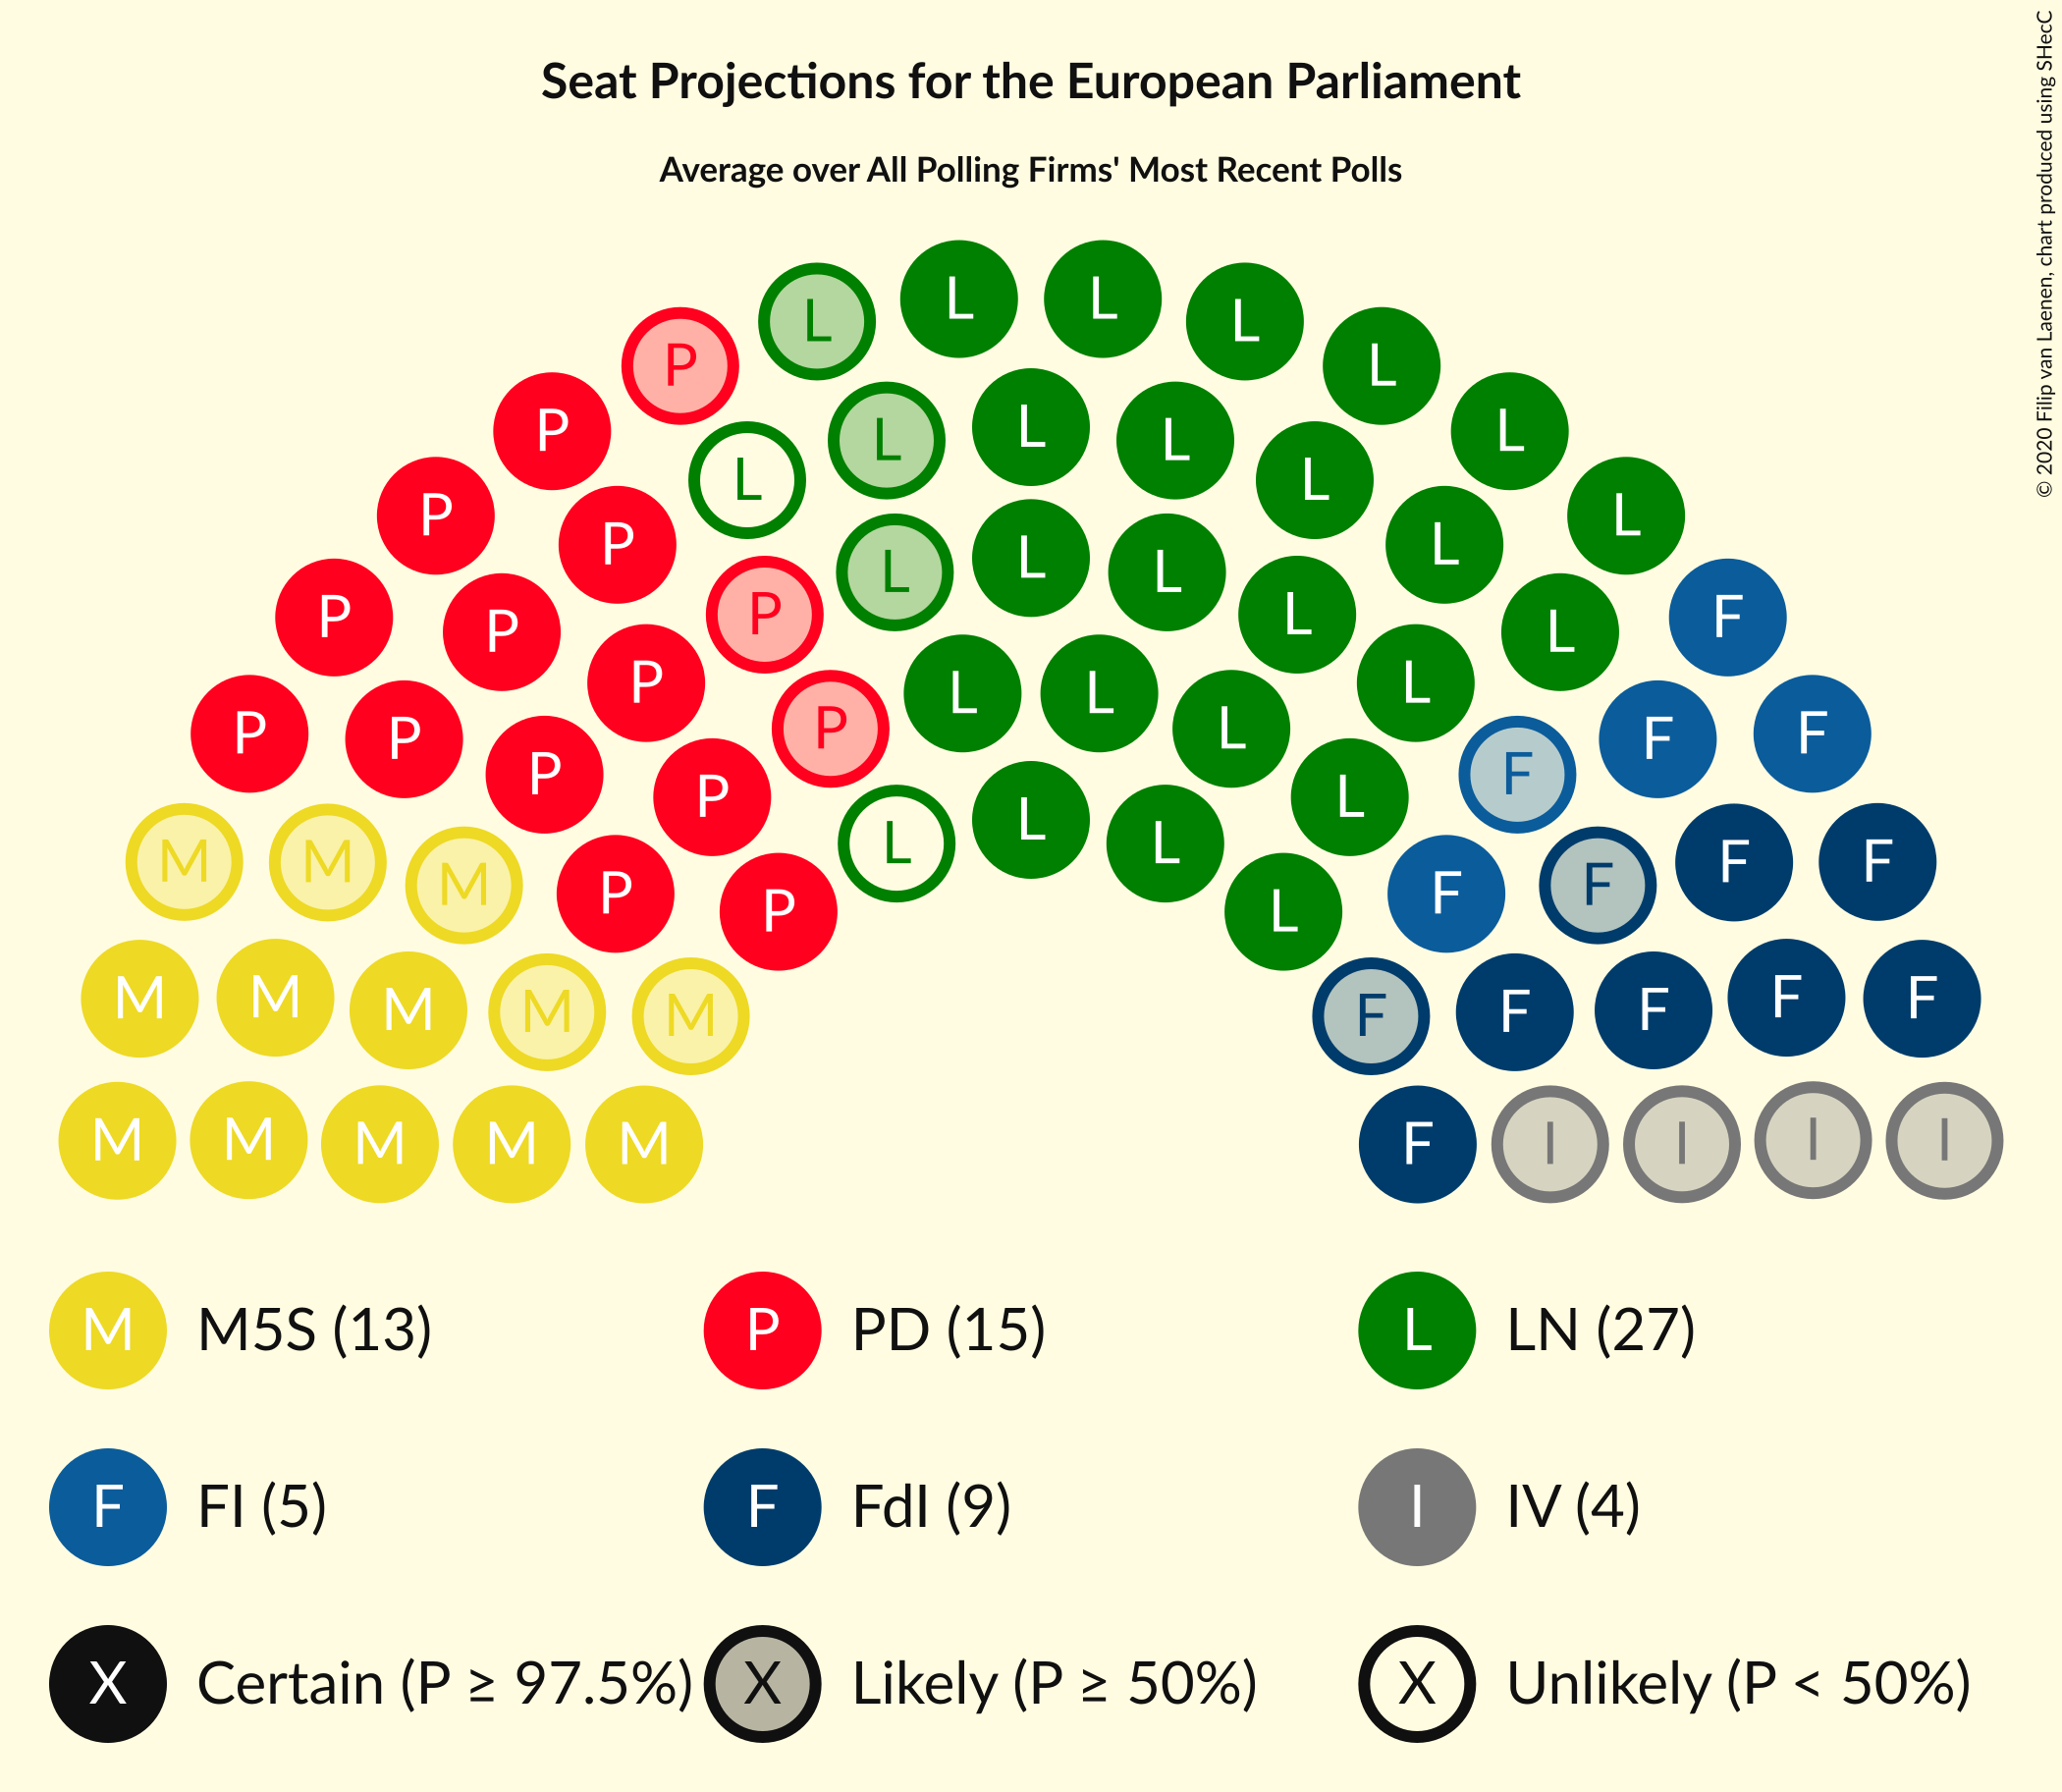 © 2020 Filip van Laenen, chart produced using SHecC
Seat Projections for the European Parliament
Average over All Polling Firms' Most Recent Polls
L L
L L
P L
P L L L L
L L
P L
P L L
L L
P P L F
P L
P L L L
P P P L F F
P P L F
L L L
M M M P P L F F F F
M M M M M F F F F F
M M M M M F I I I I
M M5S (13) P PD (15) L LN (27)
F FI (5) F FdI (9) I IV (4)
X Certain (P ≥ 97.5%) X Likely (P ≥ 50%) X Unlikely (P < 50%)